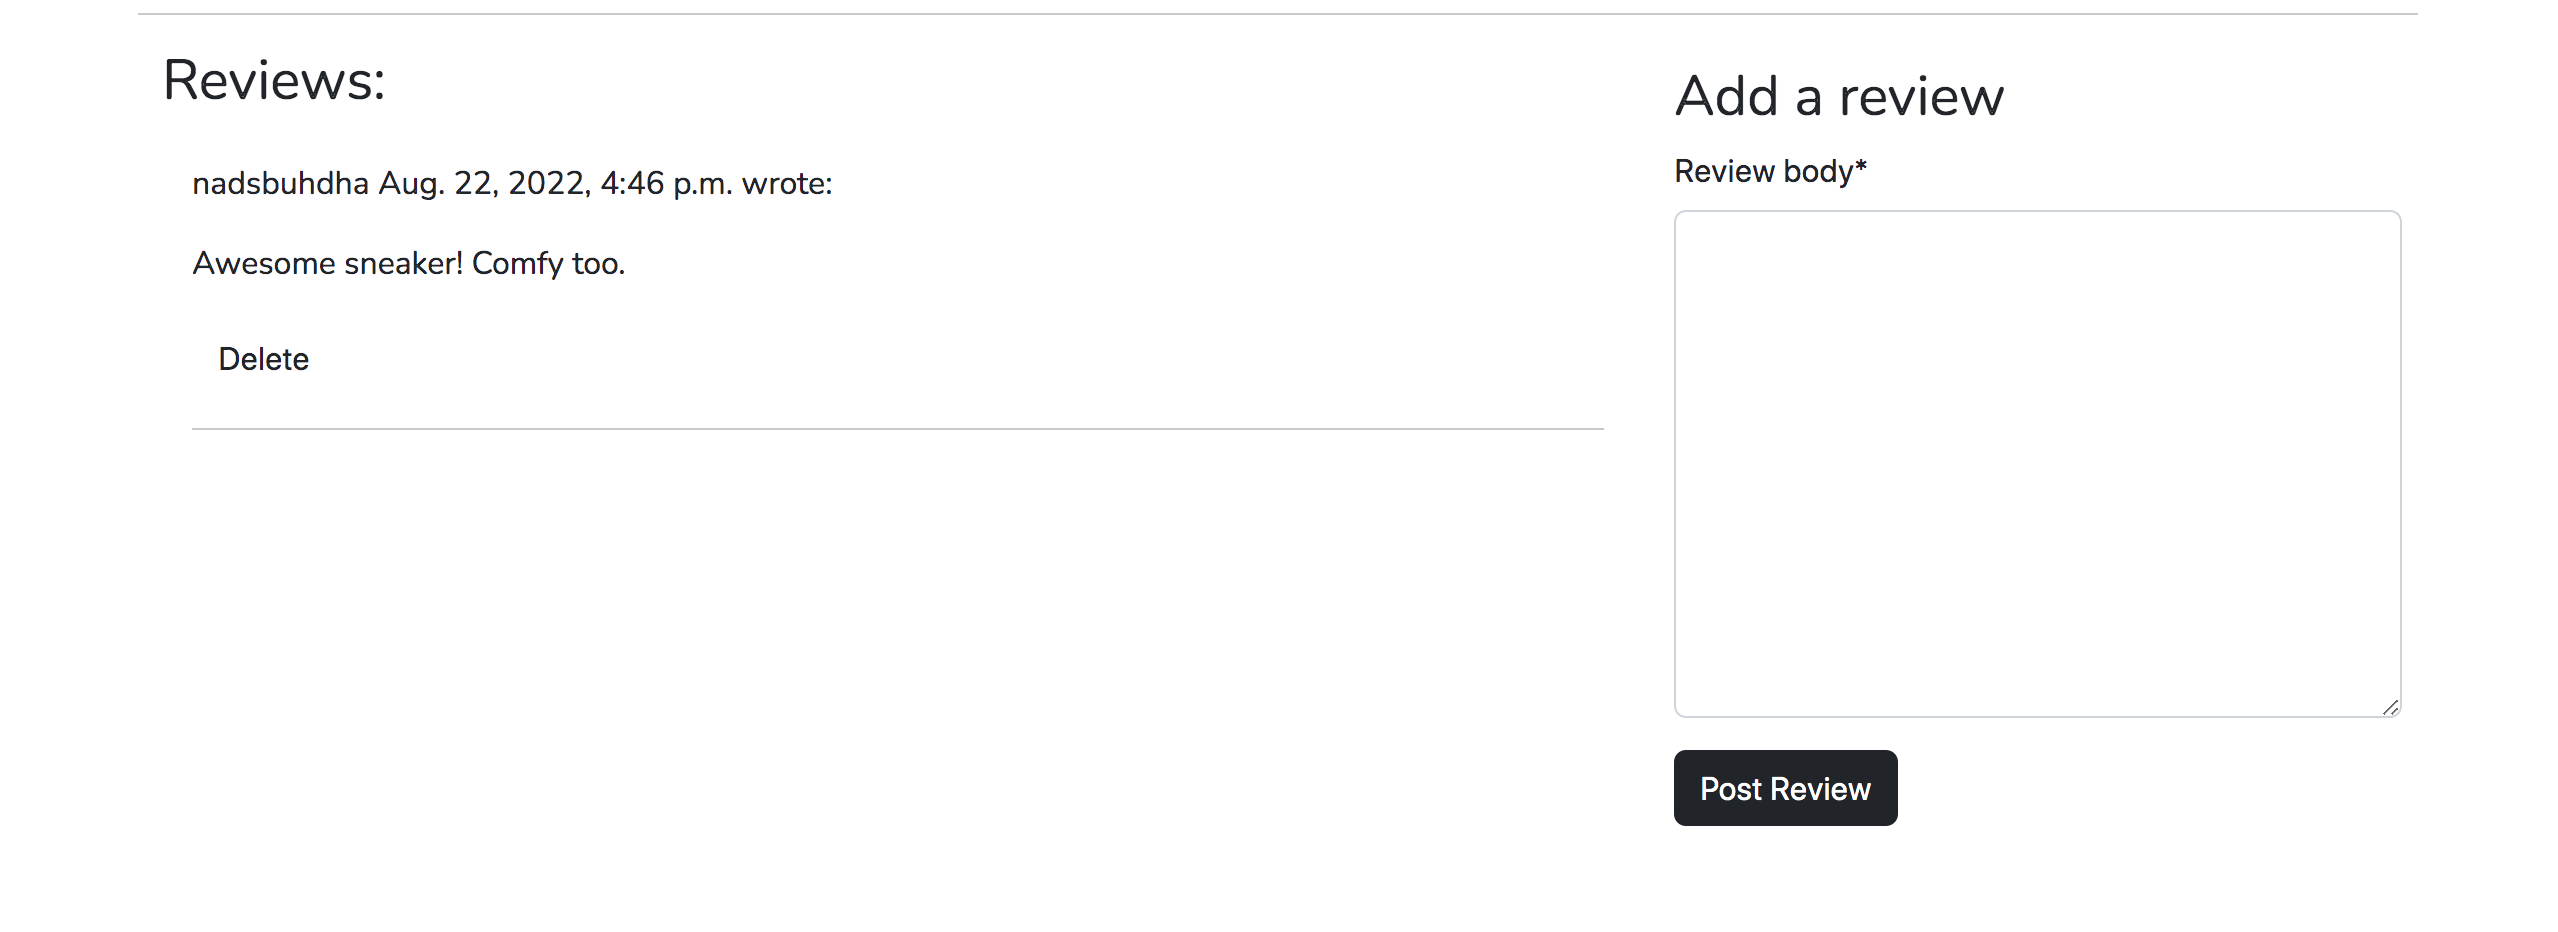 Reviews:
nadsbuhdha Aug. 22, 2022, 4:46 p.m. wrote:
Awesome sneaker! Comfy too.
Delete
Add a review
Review body*
Post Review